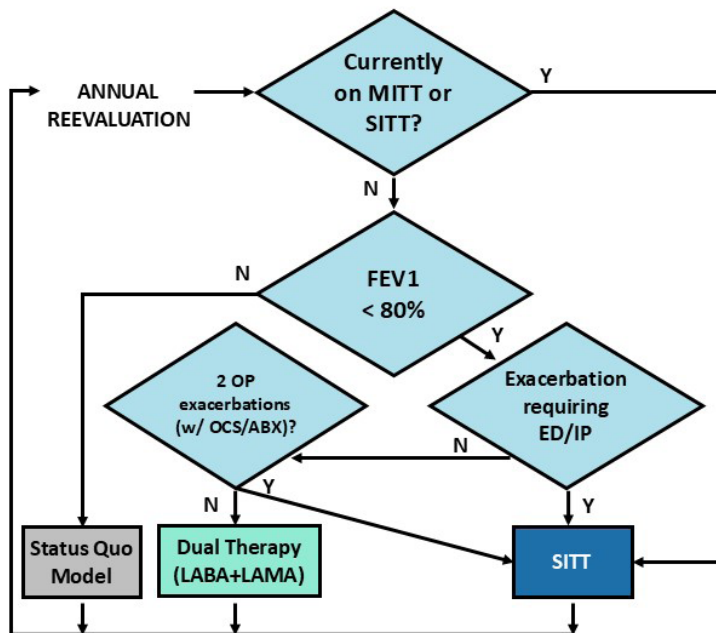 Currently
on MITT or
SITT?
Y
ANNUAL
REEVALUATION
N
FEV1
< 80%
N
Y
2 OP
exacerbations
(w/ OCS/ABX)?
Exacerbation
requiring
ED/IP
N
Y
N
Y
Status Quo
Model
Dual Therapy
(LABA+LAMA)
SITT